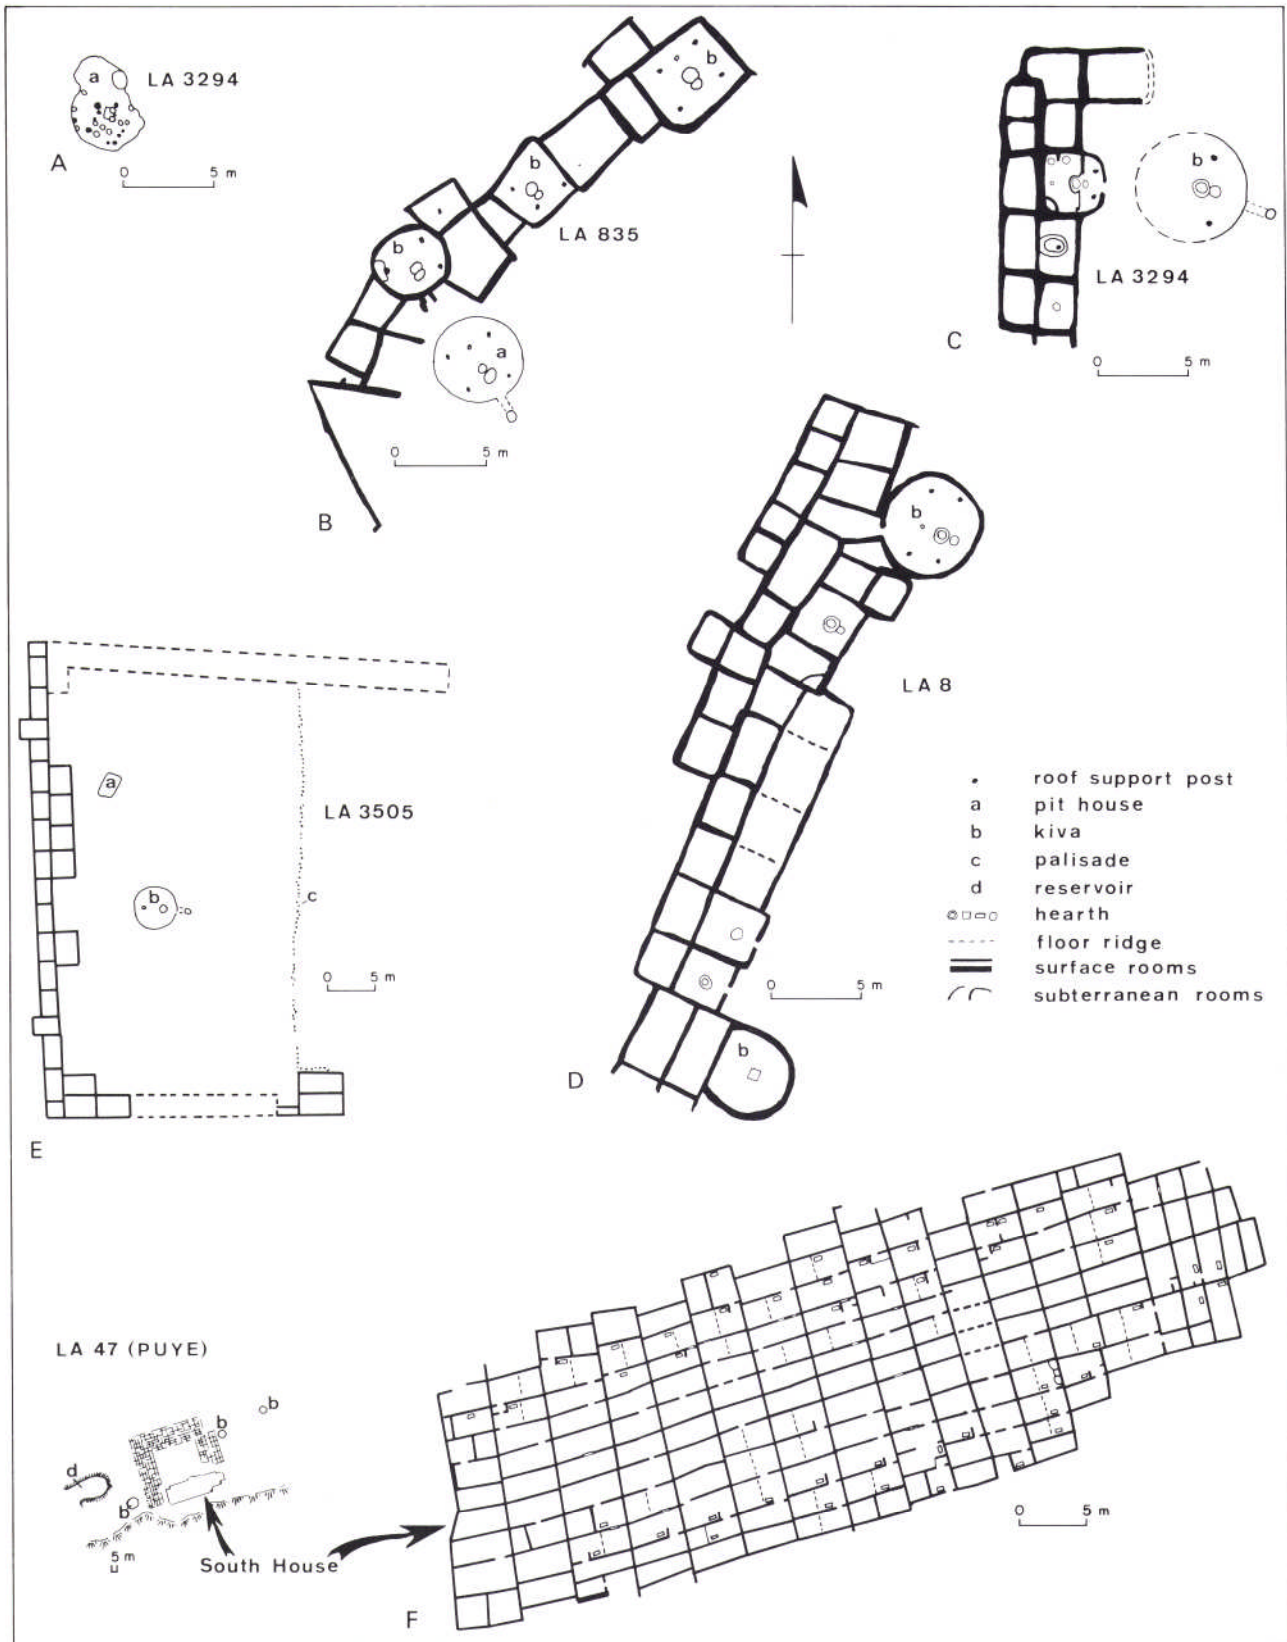 a
LA 3294
A
0 5 m
b
b
b
LA 835
a
0 5 m
B
b
LA 3294
C
0 5 m
b
LA 8
b
0 5 m
D
a
LA 3505
b
c
0 5 m
E
roof support post
a pit house
b kiva
c palisade
d reservoir
hearth
floor ridge
surface rooms
subterranean rooms
LA 47 (PUYE)
b
b
d
b
5 m
South House
0 5 m
F